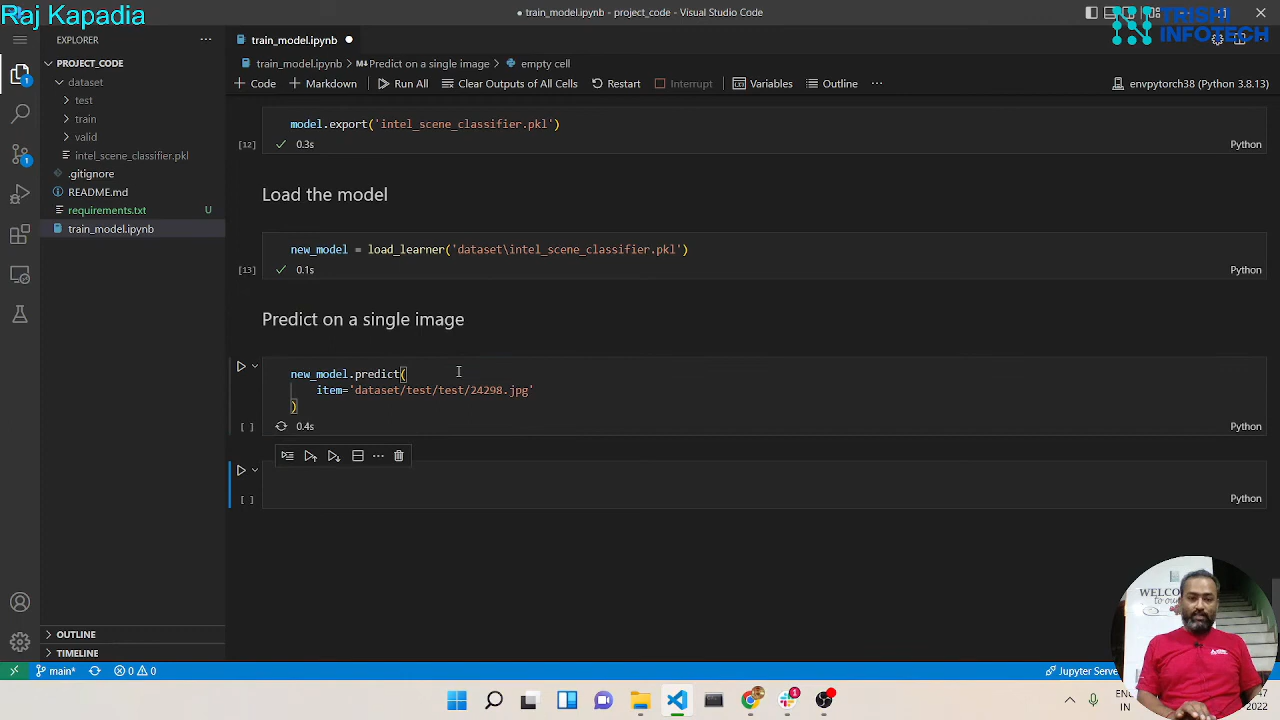 Raj Kapadia
● train_model.ipynb - project_code - Visual Studio Code
TRISHI
INFOTECH
EXPLORER
train_model.ipynb
PROJECT_CODE
dataset
test
train
valid
intel_scene_classifier.pkl
.gitignore
README.md
requirements.txt U
train_model.ipynb
OUTLINE
TIMELINE
train_model.ipynb > Predict on a single image > empty cell
+ Code + Markdown Run All Clear Outputs of All Cells Restart Interrupt Variables Outline ... envpytorch38 (Python 3.8.13)
model.export('intel_scene_classifier.pkl')
[12] 0.3s Python
Load the model
new_model = load_learner('dataset\intel_scene_classifier.pkl')
[13] 0.1s Python
Predict on a single image
new_model.predict(
item='dataset/test/test/24298.jpg'
)
[ ] 0.4s Python
[ ] Python
WELCOME
main* 0 0 Jupyter Serve
EN
IN 2022